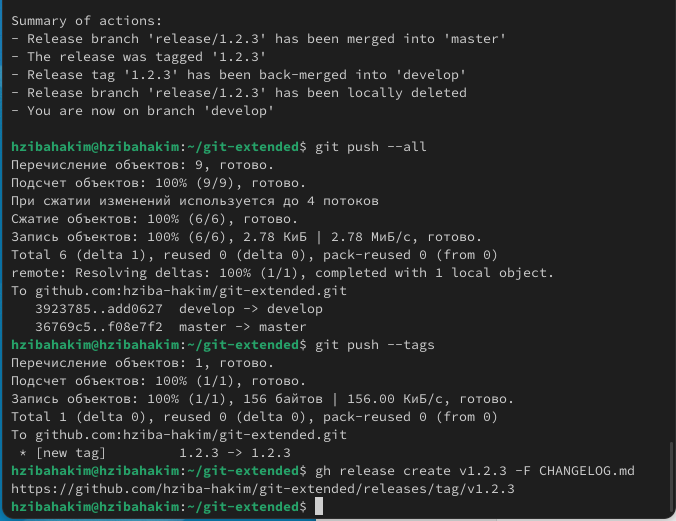 Summary of actions:
- Release branch 'release/1.2.3' has been merged into 'master'
- The release was tagged '1.2.3'
- Release tag '1.2.3' has been back-merged into 'develop'
- Release branch 'release/1.2.3' has been locally deleted
- You are now on branch 'develop'
hzibahakim@hzibahakim:~/git-extended$ git push --all
Перечисление объектов: 9, готово.
Подсчет объектов: 100% (9/9), готово.
При сжатии изменений используется до 4 потоков
Сжатие объектов: 100% (6/6), готово.
Запись объектов: 100% (6/6), 2.78 КиБ | 2.78 МиБ/с, готово.
Total 6 (delta 1), reused 0 (delta 0), pack-reused 0 (from 0)
remote: Resolving deltas: 100% (1/1), completed with 1 local object.
To github.com:hziba-hakim/git-extended.git
   3923785..add0627  develop -> develop
   36769c5..f08e7f2  master -> master
hzibahakim@hzibahakim:~/git-extended$ git push --tags
Перечисление объектов: 1, готово.
Подсчет объектов: 100% (1/1), готово.
Запись объектов: 100% (1/1), 156 байтов | 156.00 КиБ/с, готово.
Total 1 (delta 0), reused 0 (delta 0), pack-reused 0 (from 0)
To github.com:hziba-hakim/git-extended.git
 * [new tag]         1.2.3 -> 1.2.3
hzibahakim@hzibahakim:~/git-extended$ gh release create v1.2.3 -F CHANGELOG.md
https://github.com/hziba-hakim/git-extended/releases/tag/v1.2.3
hzibahakim@hzibahakim:~/git-extended$